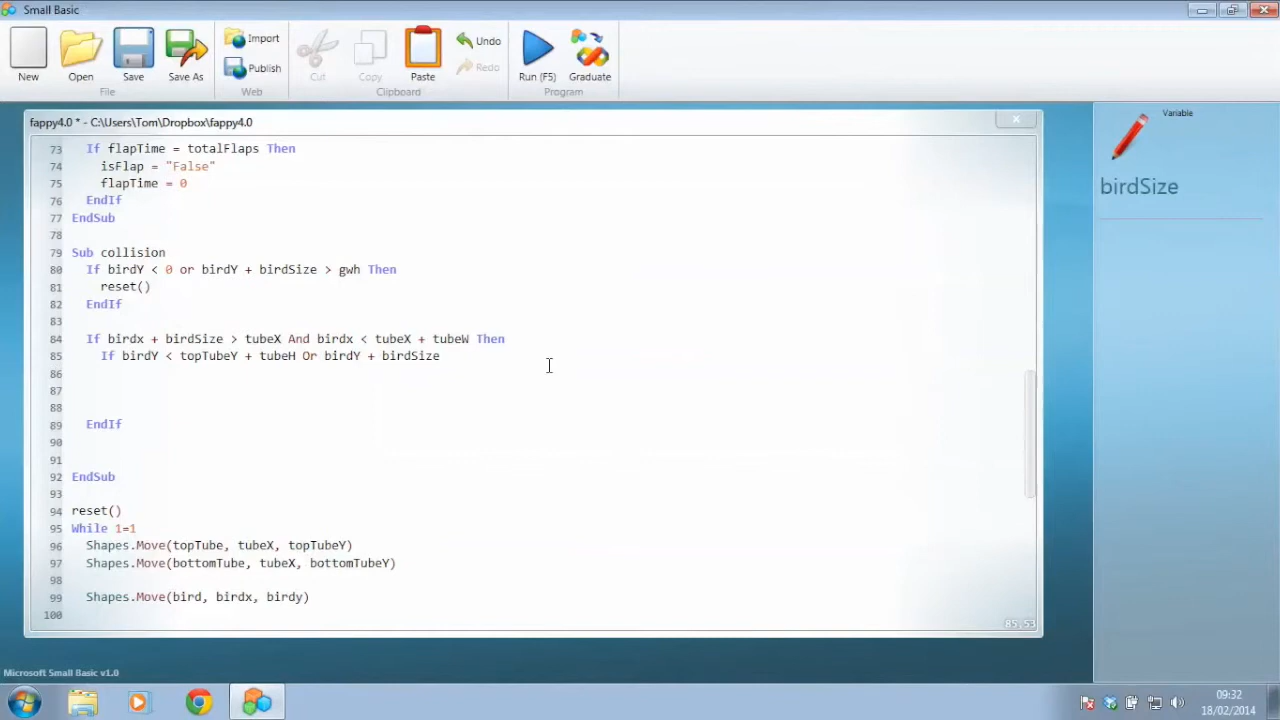 Small Basic
New
Open
Save
Save As
File
Import
Publish
Web
Cut
Copy
Paste
Undo
Redo
Clipboard
Run (F5)
Graduate
Program
fappy4.0 * - C:\Users\Tom\Dropbox\fappy4.0
73 If flapTime = totalFlaps Then
74 isFlap = "False"
75 flapTime = 0
76 EndIf
77 EndSub
78
79 Sub collision
80 If birdY < 0 or birdY + birdSize > gwh Then
81 reset()
82 EndIf
83
84 If birdx + birdSize > tubeX And birdx < tubeX + tubeW Then
85 If birdY < topTubeY + tubeH Or birdY + birdSize
86
87
88
89 EndIf
90
91
92 EndSub
93
94 reset()
95 While 1=1
96 Shapes.Move(topTube, tubeX, topTubeY)
97 Shapes.Move(bottomTube, tubeX, bottomTubeY)
98
99 Shapes.Move(bird, birdx, birdy)
100
85,53
Variable
birdSize
Microsoft Small Basic v1.0
09:32
18/02/2014